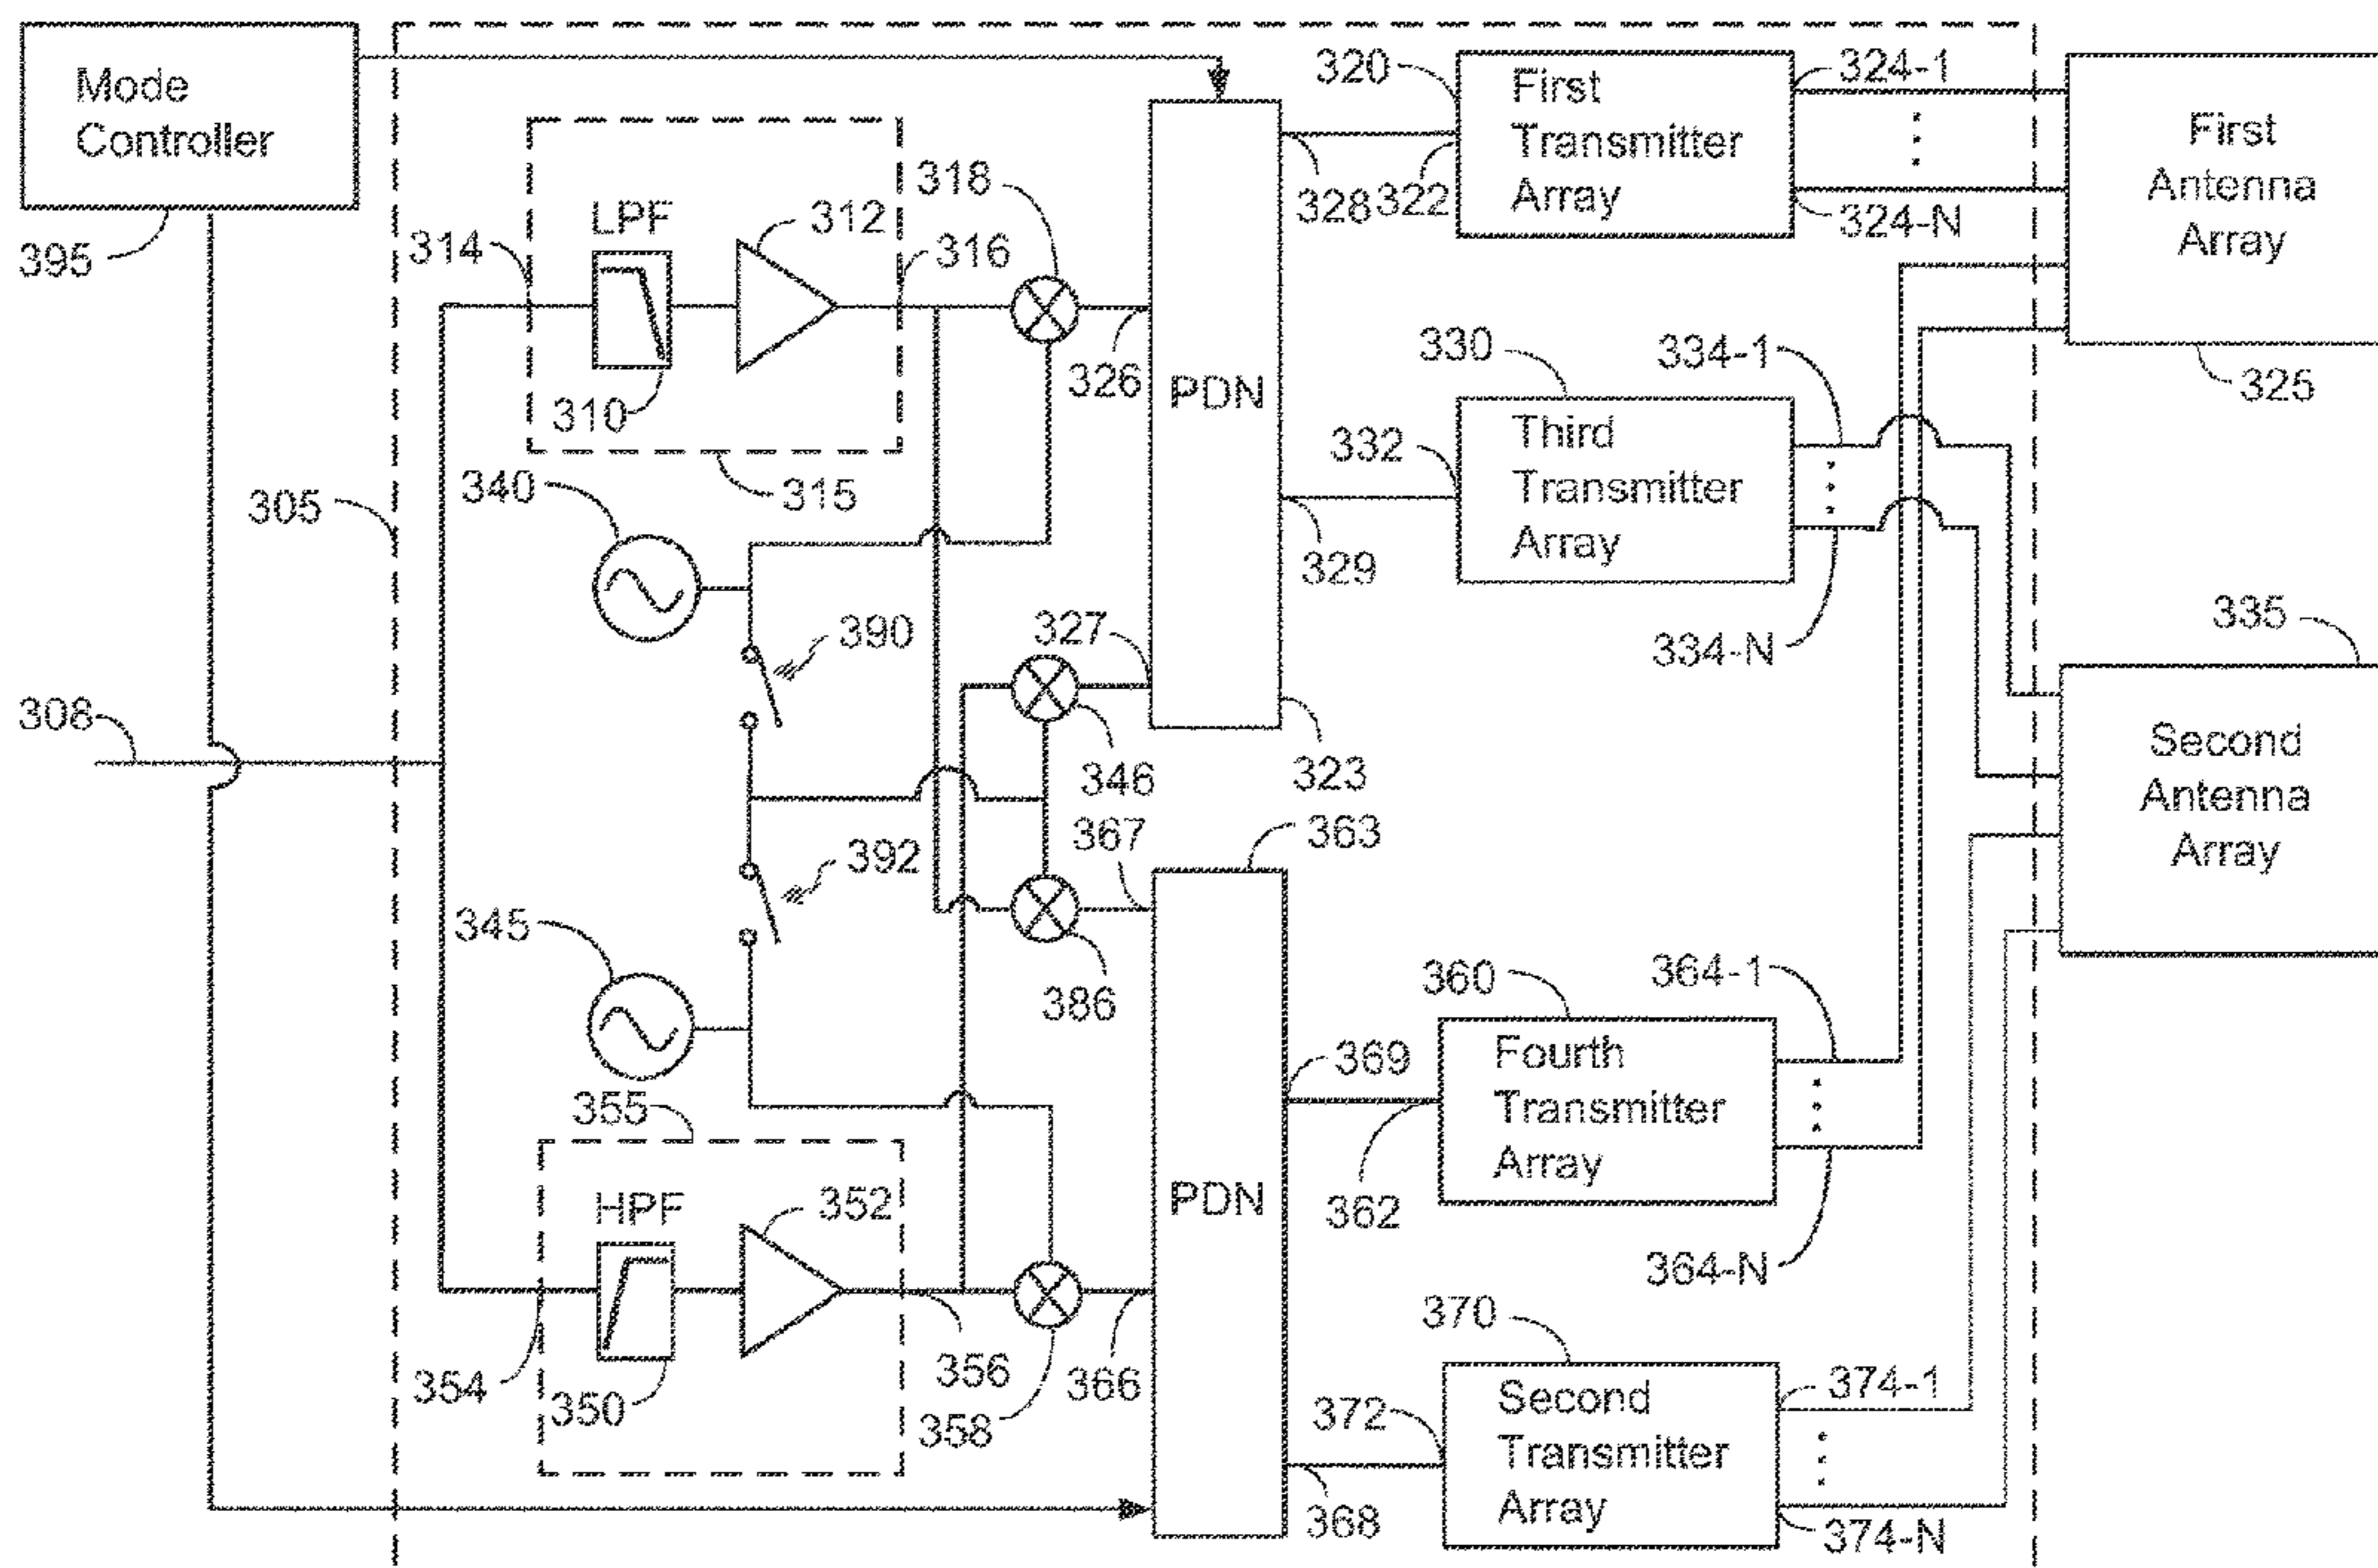 Mode
Controller
395
320
First
Transmitter
Array
324-1
324-N
First
Antenna
Array
325
318
328
322
LPF
312
314
316
310
326
PDN
330
Third
Transmitter
Array
334-1
334-N
332
329
315
340
305
390
327
346
323
335
Second
Antenna
Array
308
392
367
363
345
386
360
Fourth
Transmitter
Array
364-1
364-N
369
362
355
HPF
352
PDN
354
350
356
358
366
370
Second
Transmitter
Array
374-1
374-N
372
368